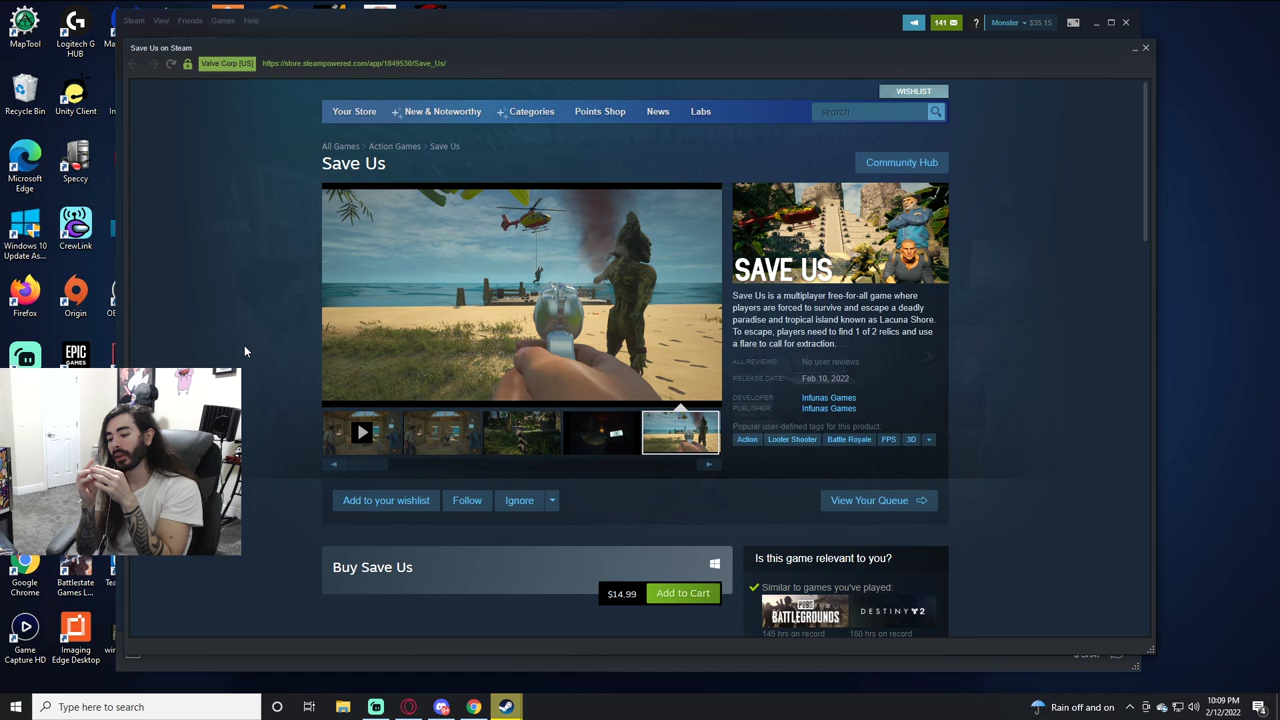 Steam View Friends Games Help
141 ? Monster $35.15
Save Us on Steam
Valve Corp [US] https://store.steampowered.com/app/1849530/Save_Us/
WISHLIST
Your Store New & Noteworthy Categories Points Shop News Labs search
All Games > Action Games > Save Us
Save Us
Community Hub
SAVE US
Save Us is a multiplayer free-for-all game where
players are forced to survive and escape a deadly
paradise and tropical island known as Lacuna Shore.
To escape, players need to find 1 of 2 relics and use
a flare to call for extraction.
ALL REVIEWS: No user reviews
RELEASE DATE: Feb 10, 2022
DEVELOPER: Infunas Games
PUBLISHER: Infunas Games
Popular user-defined tags for this product:
Action Looter Shooter Battle Royale FPS 3D +
Add to your wishlist Follow Ignore View Your Queue
Buy Save Us
$14.99 Add to Cart
Is this game relevant to you?
Similar to games you've played:
BATTLEGROUNDS DESTINY 2
145 hrs on record 160 hrs on record
MapTool
Logitech G
HUB
Recycle Bin
Unity Client
Microsoft
Edge
Speccy
Windows 10
Update As...
CrewLink
Firefox
Origin
EPIC
GAMES
Google
Chrome
Battlestate
Games L...
Game
Capture HD
Imaging
Edge Desktop
Type here to search
Rain off and on
10:09 PM
2/12/2022
4